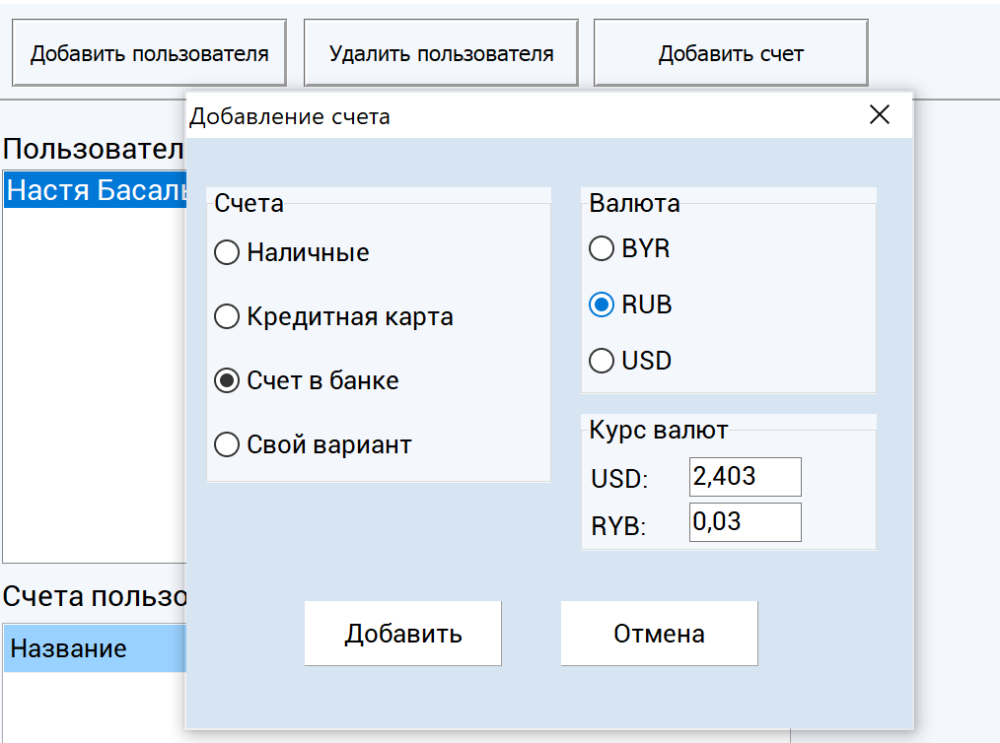 Добавить пользователя
Удалить пользователя
Добавить счет
Добавление счета
Пользовател
Настя Басаль
Счета
Наличные
Кредитная карта
Счет в банке
Свой вариант
Валюта
BYR
RUB
USD
Курс валют
USD: 2,403
RYB: 0,03
Счета пользо
Название
Добавить
Отмена